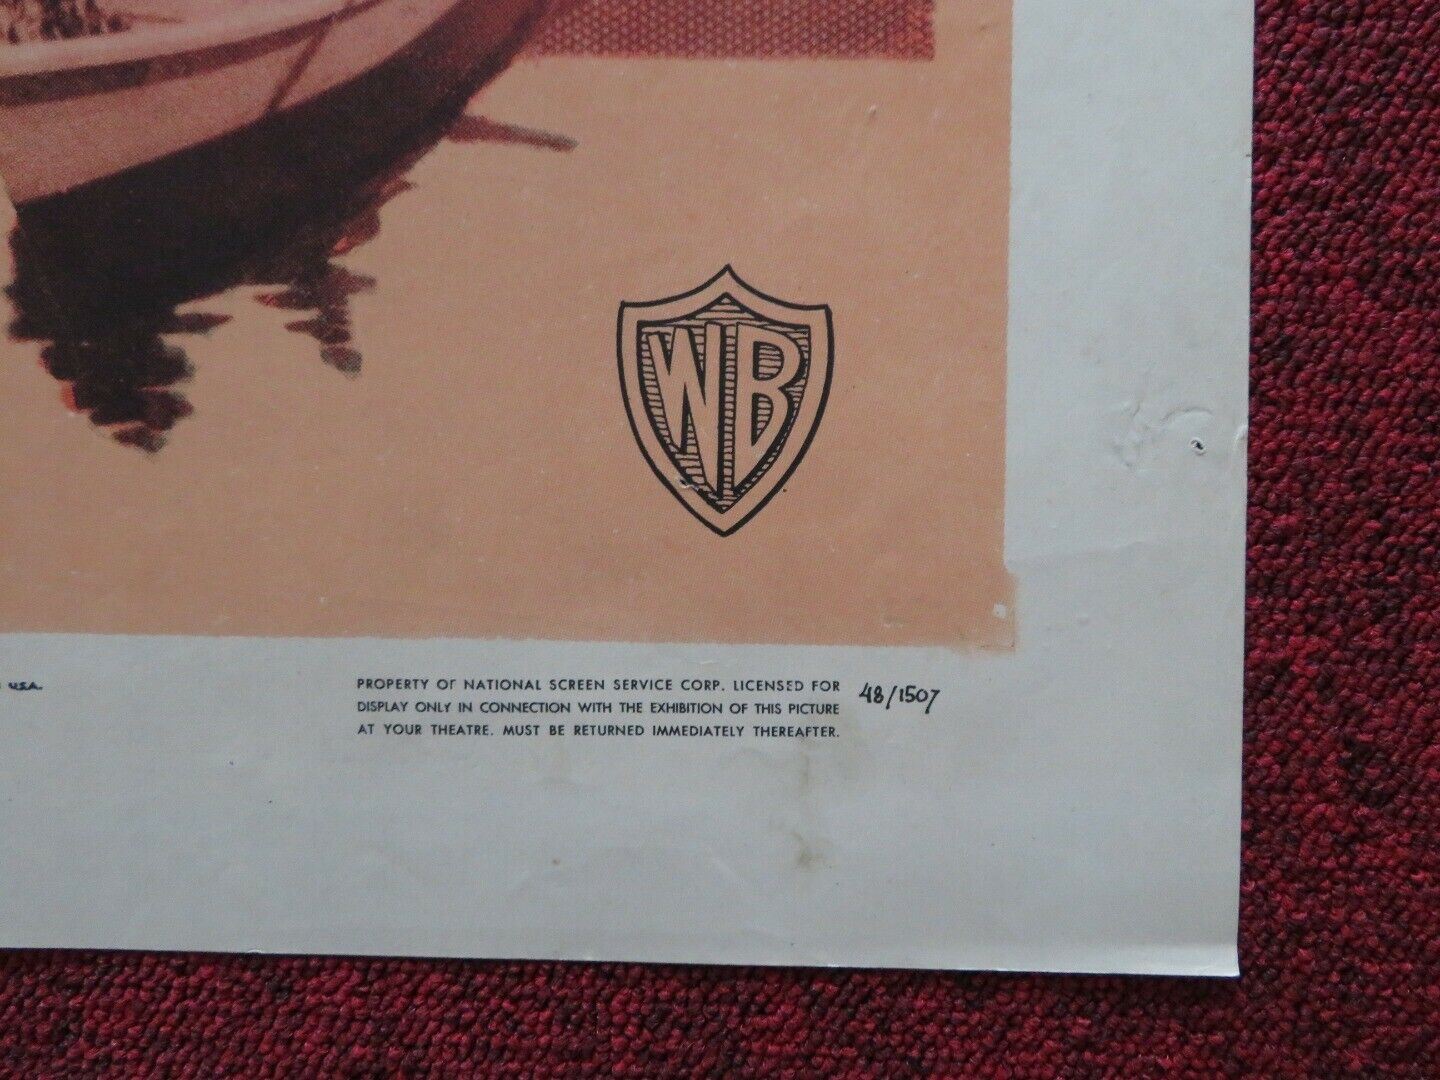 WB
USA.
PROPERTY OF NATIONAL SCREEN SERVICE CORP. LICENSED FOR
DISPLAY ONLY IN CONNECTION WITH THE EXHIBITION OF THIS PICTURE
AT YOUR THEATRE. MUST BE RETURNED IMMEDIATELY THEREAFTER.
48/1507